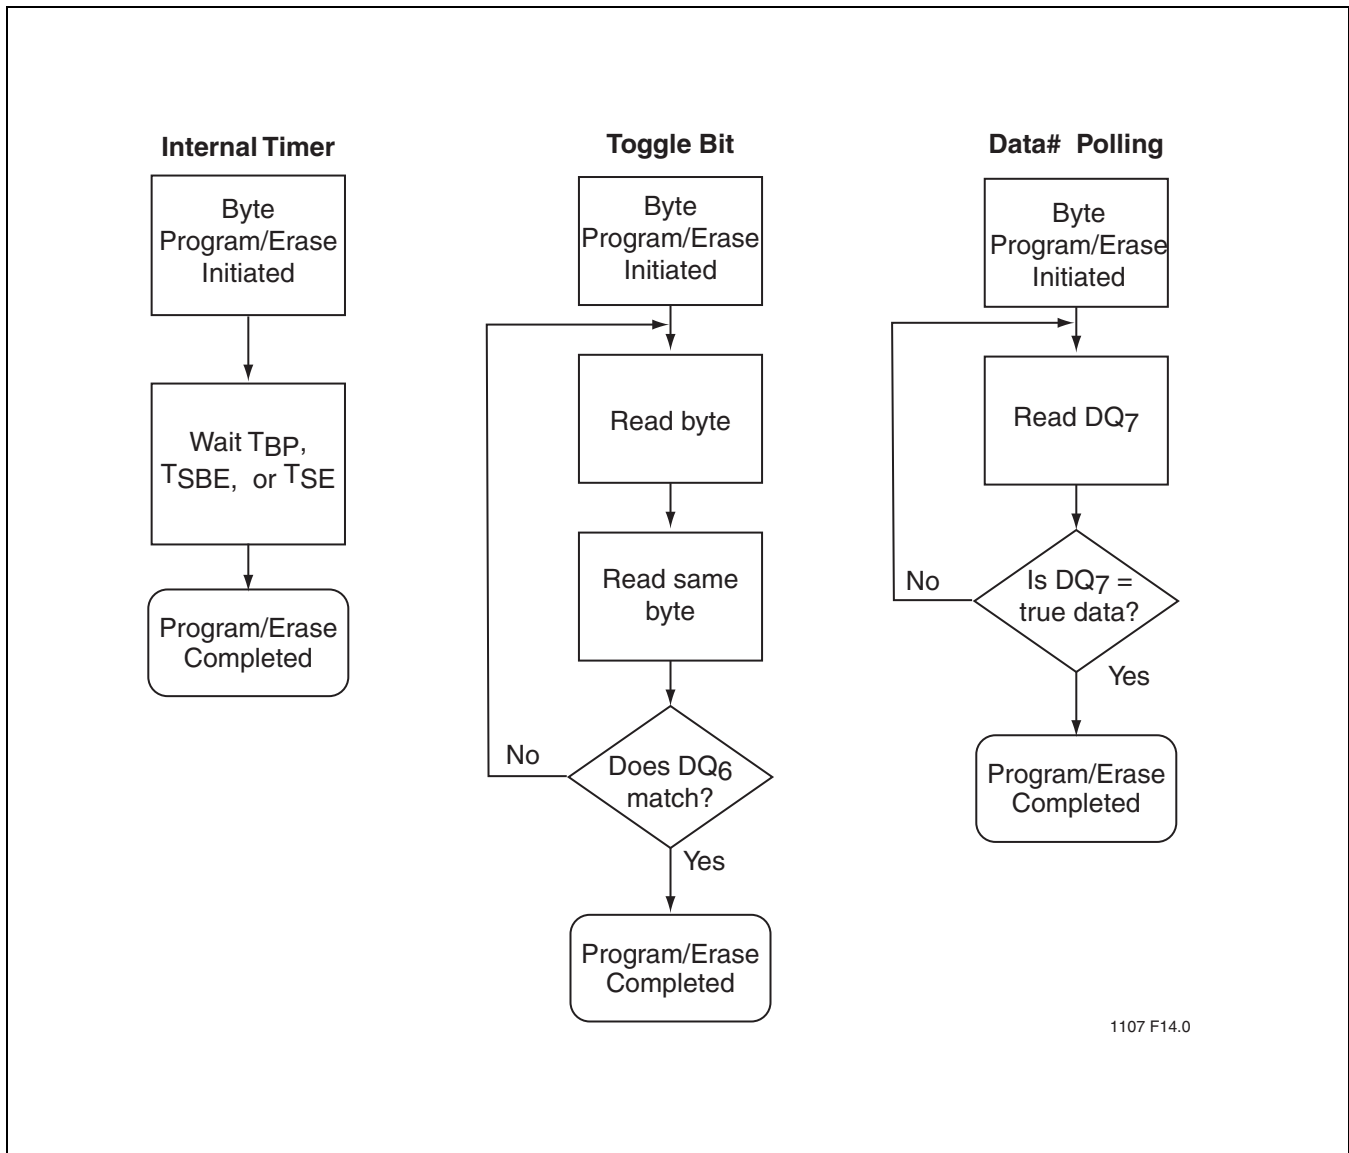 Internal Timer
Byte
Program/Erase
Initiated
Wait TBP,
TSBE, or TSE
Program/Erase
Completed
Toggle Bit
Byte
Program/Erase
Initiated
Read byte
Read same
byte
No
Does DQ6
match?
Yes
Program/Erase
Completed
Data# Polling
Byte
Program/Erase
Initiated
Read DQ7
No
Is DQ7 =
true data?
Yes
Program/Erase
Completed
1107 F14.0